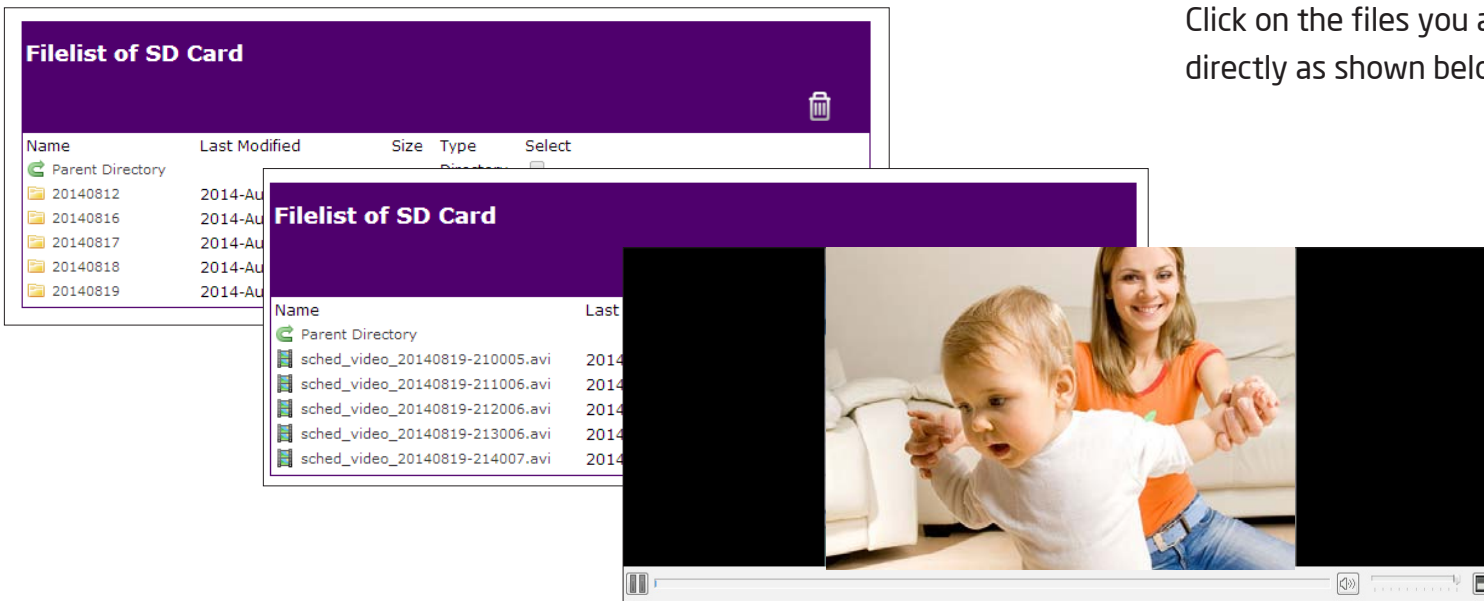 Click on the files you
directly as shown
Filelist of SD Card
Name Last Modified Size Type Select
Parent Directory
20140812
20140816
20140817
20140818
20140819
2014-Au
2014-Au
2014-Au
2014-Au
2014-Au
Filelist of SD Card
Name Last
Parent Directory
sched_video_20140819-210005.avi 2014
sched_video_20140819-211006.avi 2014
sched_video_20140819-212006.avi 2014
sched_video_20140819-213006.avi 2014
sched_video_20140819-214007.avi 2014